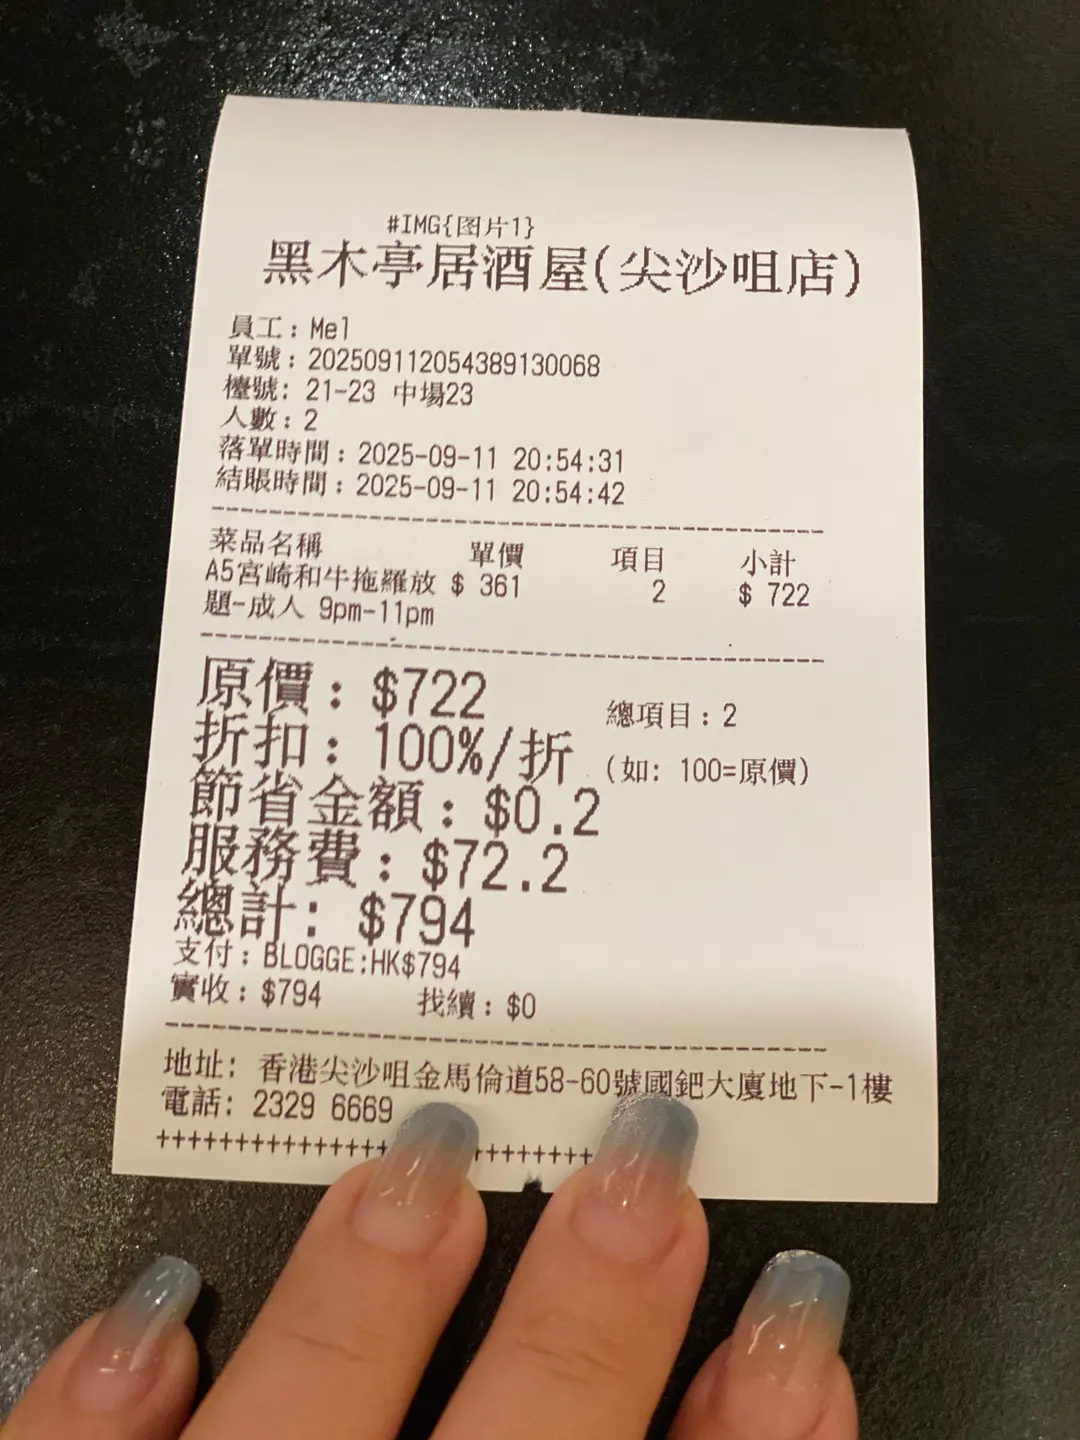 #IMG{图片1}
黑木亭居酒屋(尖沙咀店)
員工：Mel
單號：2025091120543891300​68
檯號: 21-23 中場23
人數：2
落單時間：2025-09-11 20:54:31
結賬時間：2025-09-11 20:54:42
菜品名稱 單價 項目 小計
A5宮崎和牛拖羅放 $ 361 2 $ 722
題-成人 9pm-11pm
原價：$722 總項目：2
折扣：100%/折 (如: 100=原價)
節省金額：$0.2
服務費：$72.2
總計: $794
支付：BLOGGE:HK$794
實收：$794 找續：$0
地址: 香港尖沙咀金馬倫道58-60號國鈀大廈地下-1樓
電話: 2329 6669